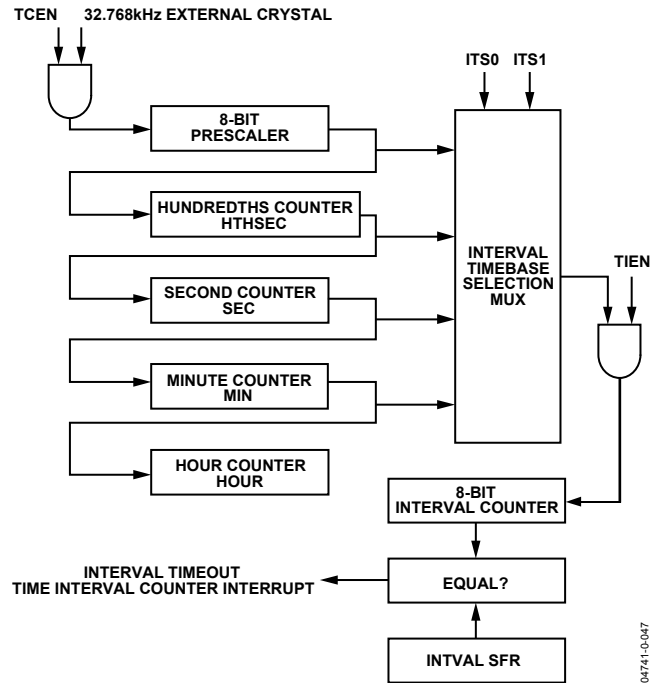 TCEN 32.768kHz EXTERNAL CRYSTAL
ITS0 ITS1
8-BIT
PRESCALER
HUNDREDTHS COUNTER
HTHSEC
INTERVAL
TIMEBASE
SELECTION
MUX
TIEN
SECOND COUNTER
SEC
MINUTE COUNTER
MIN
HOUR COUNTER
HOUR
8-BIT
INTERVAL COUNTER
INTERVAL TIMEOUT
TIME INTERVAL COUNTER INTERRUPT
EQUAL?
INTVAL SFR
04741-0-047